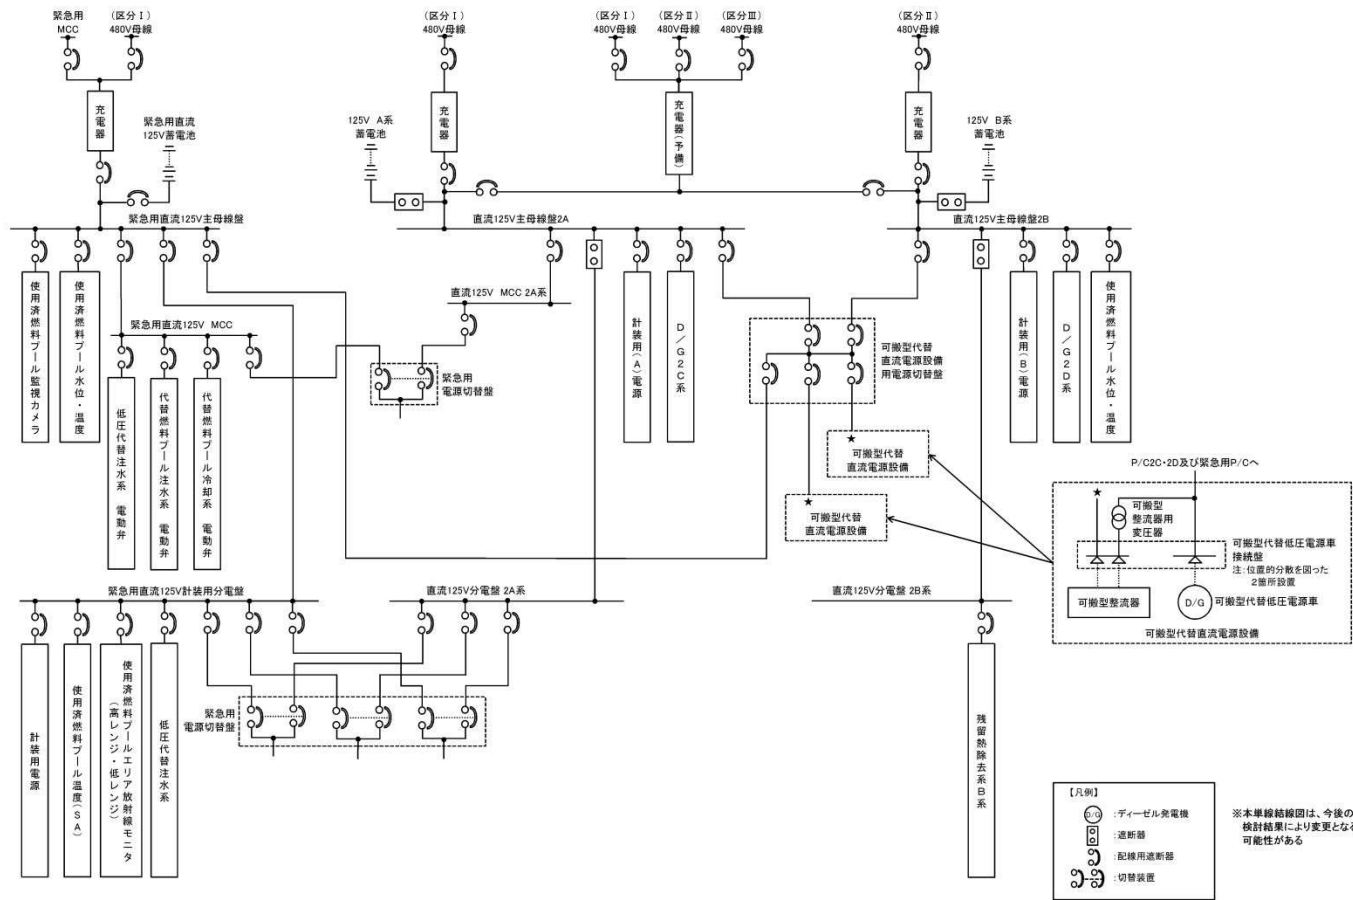 緊急用
MCC
(区分Ⅰ)
480V母線
(区分Ⅰ)
480V母線
(区分Ⅰ)
480V母線
(区分Ⅱ)
480V母線
(区分Ⅲ)
480V母線
(区分Ⅱ)
480V母線
充電器
緊急用直流
125V蓄電池
125V A系
蓄電池
充電器
充電器(予備)
充電器
125V B系
蓄電池
緊急用直流125V主母線盤
直流125V主母線盤2A
直流125V主母線盤2B
使用済燃料プール監視カメラ
使用済燃料プール水位・温度
緊急用直流125V MCC
低圧代替注水系 電動弁
代替燃料プール注水系 電動弁
代替燃料プール冷却系 電動弁
直流125V MCC 2A系
緊急用
電源切替盤
計装用(A)電源
D/G2C系
可搬型代替
直流電源設備
用電源切替盤
計装用(B)電源
D/G2D系
使用済燃料プール水位・温度
★
可搬型代替
直流電源設備
★
可搬型代替
直流電源設備
P/C2C・2D及び緊急用P/Cへ
★
可搬型
整流器用
変圧器
可搬型代替低圧電源車
接続盤
注:位置的分散を図った
2箇所設置
可搬型整流器
D/G
可搬型代替低圧電源車
可搬型代替直流電源設備
緊急用直流125V計装用分電盤
直流125V分電盤 2A系
直流125V分電盤 2B系
計装用電源
使用済燃料プール温度(SA)
使用済燃料プールエリア放射線モニタ
(高レンジ・低レンジ)
低圧代替注水系
緊急用
電源切替盤
残留熱除去系B系
【凡例】
D/G :ディーゼル発電機
:遮断器
:配線用遮断器
:切替装置
※本単線結線図は、今後の
検討結果により変更となる
可能性がある